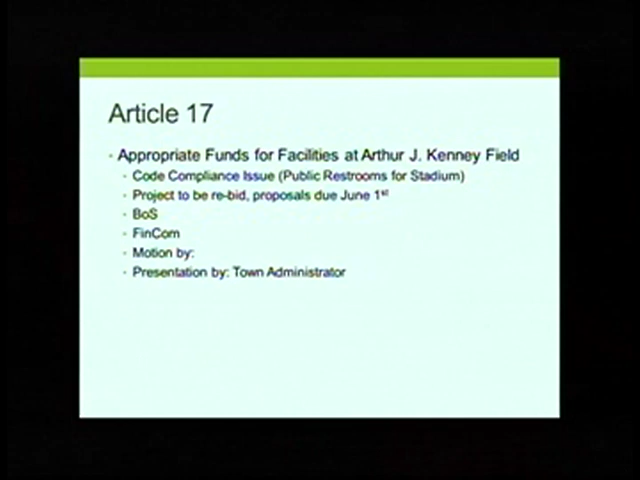 Article 17
Appropriate Funds for Facilities at Arthur J. Kenney Field
Code Compliance Issue (Public Restrooms for Stadium)
Project to be re-bid, proposals due June 1st
BoS
FinCom
Motion by:
Presentation by: Town Administrator